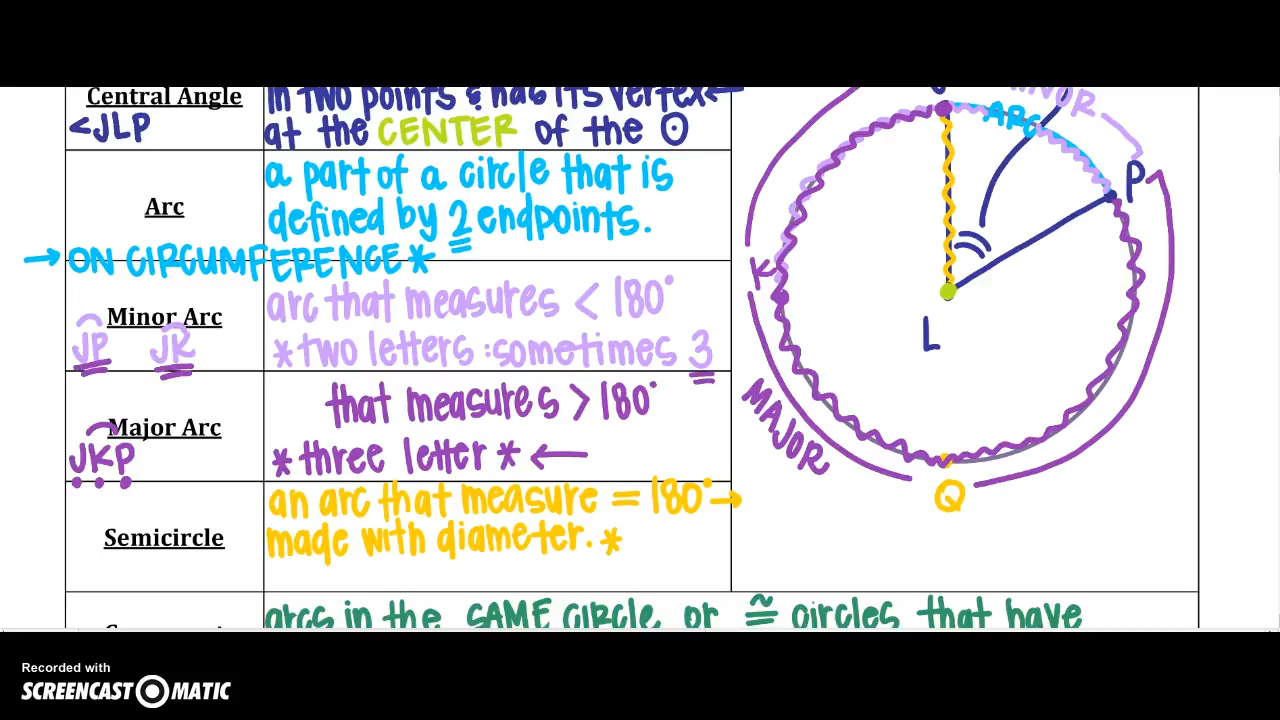 Central Angle
<JLP
in two points & has its vertex←
at the CENTER of the ⊙
Arc
a part of a circle that is
defined by 2 endpoints.
→ ON CIRCUMFERENCE *
Minor Arc
JP JR
arc that measures < 180°
* two letters : sometimes 3
Major Arc
JKP
that measures > 180°
* three letter * ←
Semicircle
an arc that measure = 180° →
made with diameter. *
arcs in the SAME CIRCLE or ≅ circles that have
ARC
P
K
L
MAJOR
Q
Recorded with
SCREENCAST MATIC